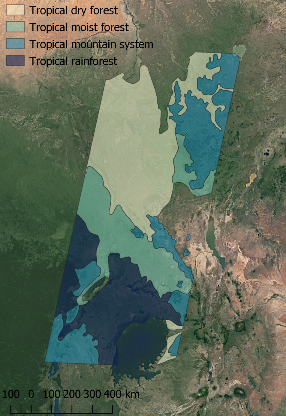 Tropical dry forest
Tropical moist forest
Tropical mountain system
Tropical rainforest
100 0 100 200 300 400 km